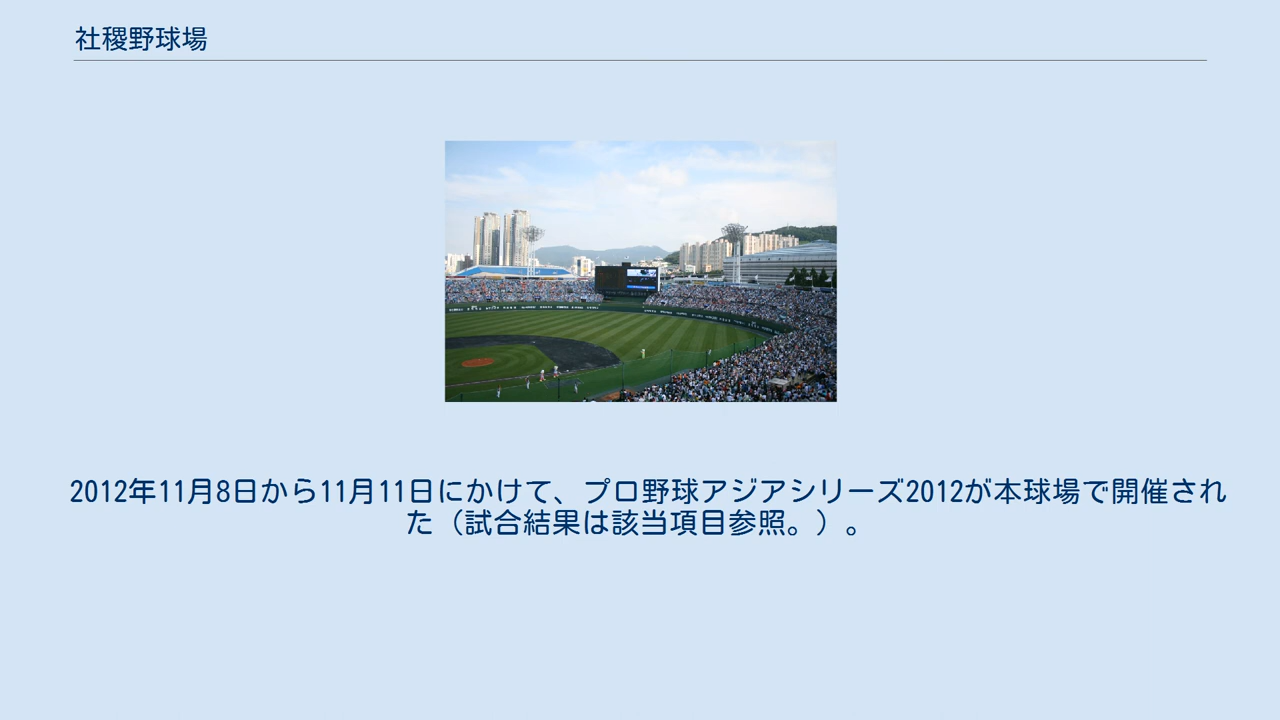 社稷野球場
2012年11月8日から11月11日にかけて、プロ野球アジアシリーズ2012が本球場で開催され
た（試合結果は該当項目参照。）。